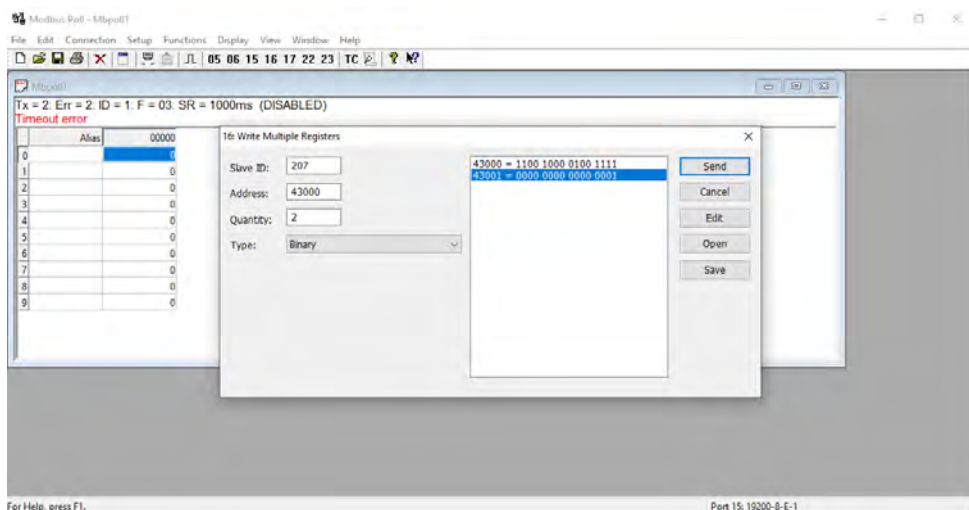 Modbus Poll - Mbpoll1
File Edit Connection Setup Functions Display View Window Help
05 06 15 16 17 22 23 TC
Mbpoll1
Tx = 2: Err = 2: ID = 1: F = 03: SR = 1000ms (DISABLED)
Timeout error
Alias 00000
0 0
1 0
2 0
3 0
4 0
5 0
6 0
7 0
8 0
9 0
16: Write Multiple Registers
Slave ID: 207
Address: 43000
Quantity: 2
Type: Binary
43000 = 1100 1000 0100 1111
43001 = 0000 0000 0000 0001
Send
Cancel
Edit
Open
Save
For Help, press F1.
Port 15: 19200-8-E-1